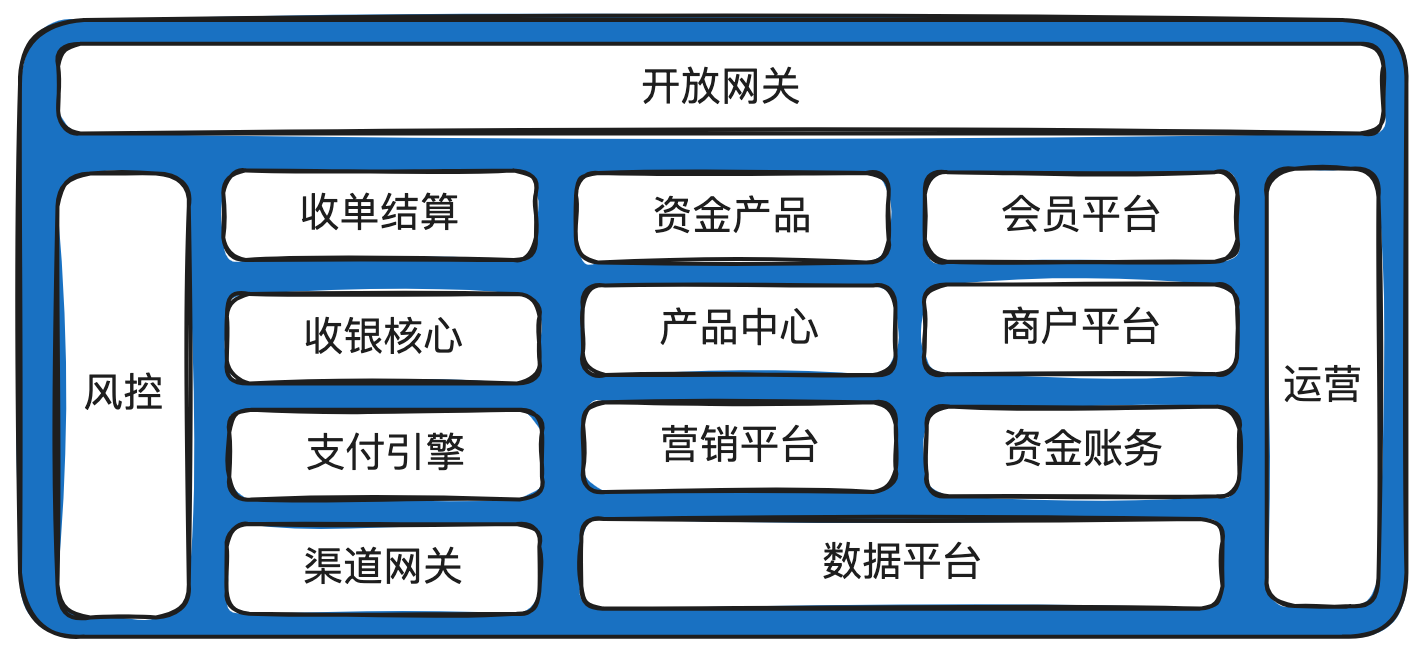 开放网关
风控
收单结算
资金产品
会员平台
收银核心
产品中心
商户平台
支付引擎
营销平台
资金账务
渠道网关
数据平台
运营